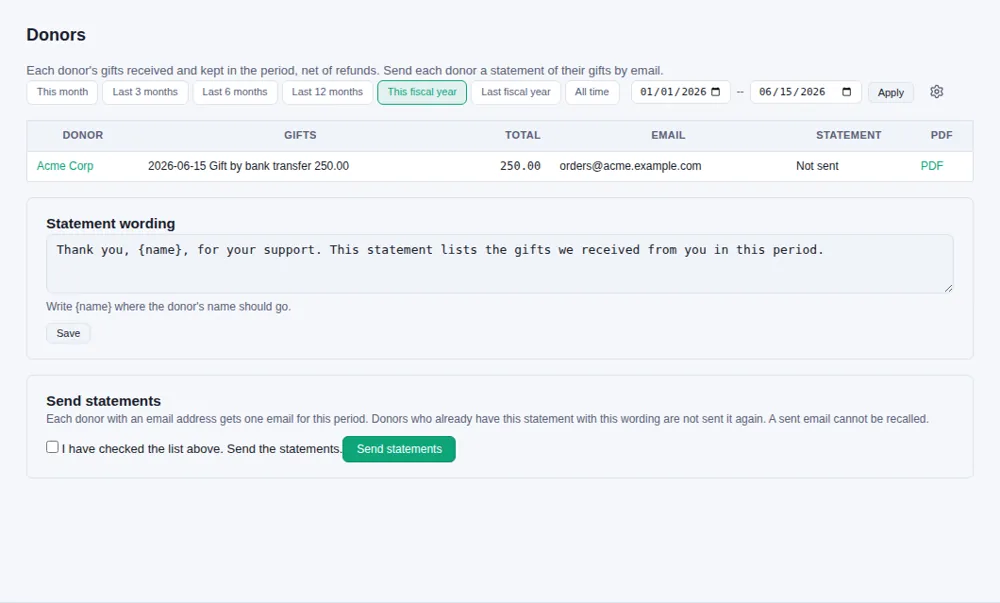 Donors
Each donor's gifts received and kept in the period, net of refunds. Send each donor a statement of their gifts by email.
This month Last 3 months Last 6 months Last 12 months This fiscal year Last fiscal year All time 01/01/2026 -- 06/15/2026 Apply
DONOR GIFTS TOTAL EMAIL STATEMENT PDF
Acme Corp 2026-06-15 Gift by bank transfer 250.00 250.00 orders@acme.example.com Not sent PDF
Statement wording
Thank you, {name}, for your support. This statement lists the gifts we received from you in this period.
Write {name} where the donor's name should go.
Save
Send statements
Each donor with an email address gets one email for this period. Donors who already have this statement with this wording are not sent it again. A sent email cannot be recalled.
I have checked the list above. Send the statements. Send statements